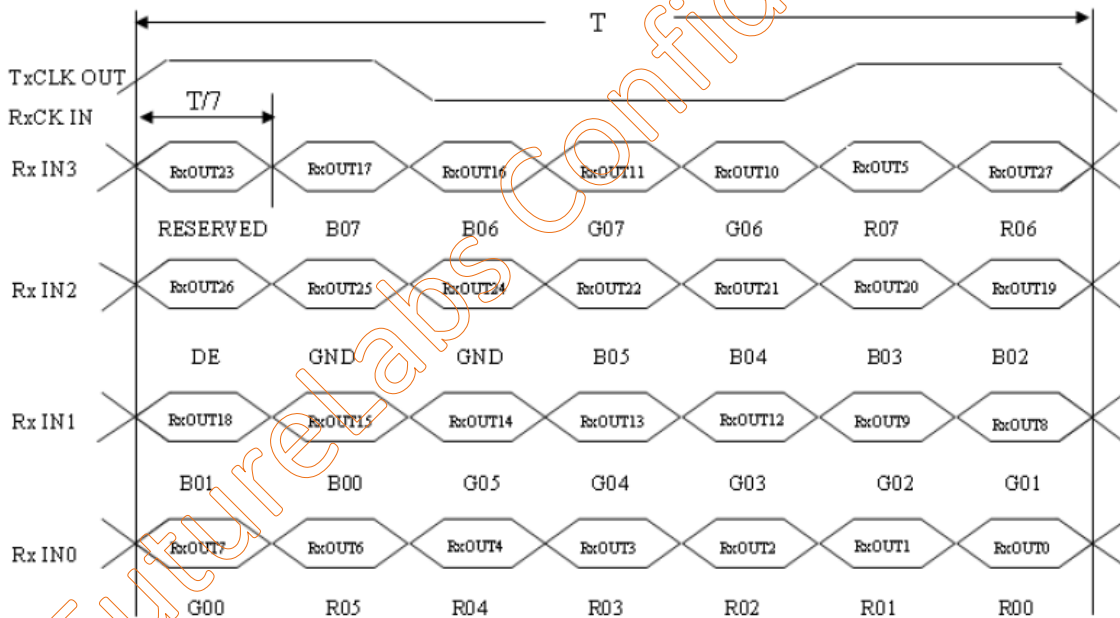 T
TxCLK OUT
T/7
RxCK IN
Rx IN3 RxOUT23 RxOUT17 RxOUT16 RxOUT11 RxOUT10 RxOUT5 RxOUT27
RESERVED B07 B06 G07 G06 R07 R06
Rx IN2 RxOUT26 RxOUT25 RxOUT24 RxOUT22 RxOUT21 RxOUT20 RxOUT19
DE GND GND B05 B04 B03 B02
Rx IN1 RxOUT18 RxOUT15 RxOUT14 RxOUT13 RxOUT12 RxOUT9 RxOUT8
B01 B00 G05 G04 G03 G02 G01
Rx IN0 RxOUT7 RxOUT6 RxOUT4 RxOUT3 RxOUT2 RxOUT1 RxOUT0
G00 R05 R04 R03 R02 R01 R00
FutureLabs Confid